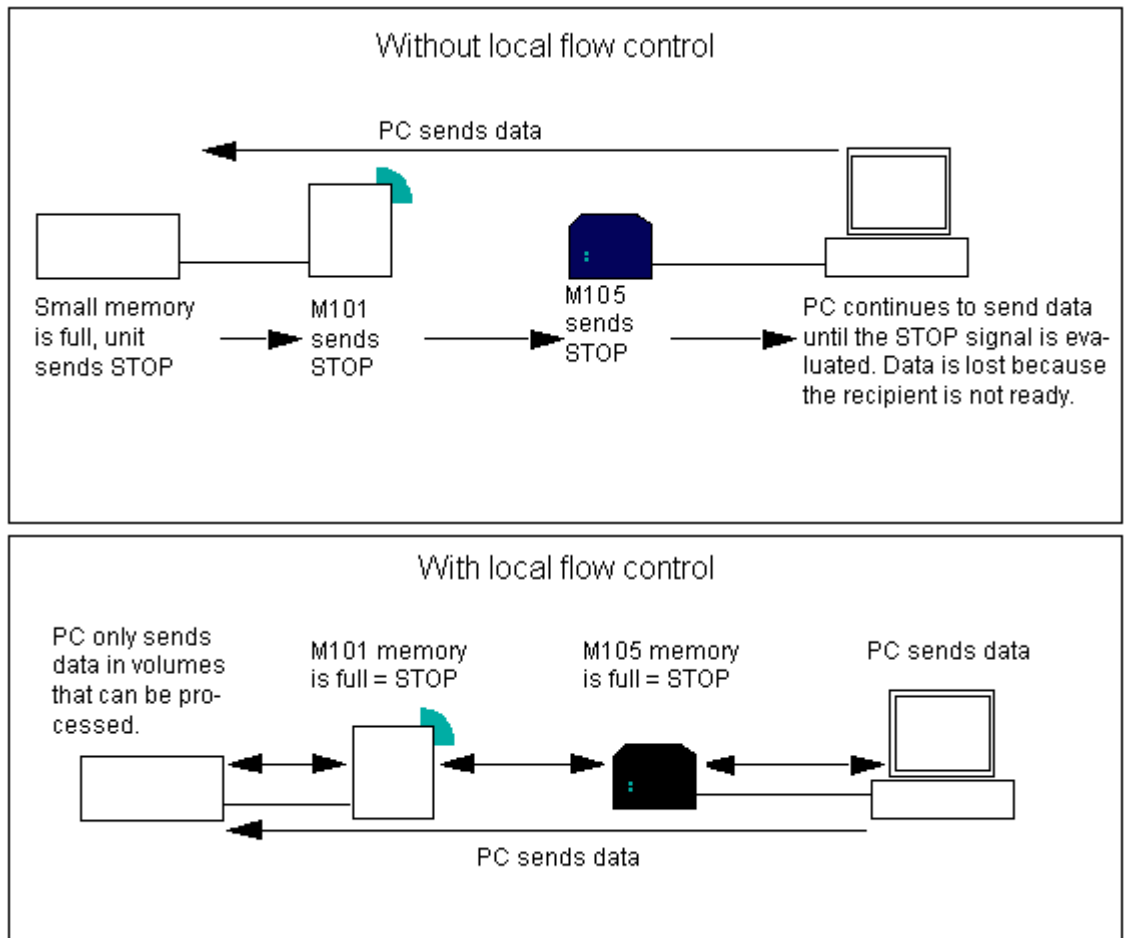 Without local flow control
PC sends data
Small memory
is full, unit
sends STOP
M101
sends
STOP
M105
sends
STOP
PC continues to send data
until the STOP signal is eva-
luated. Data is lost because
the recipient is not ready.
With local flow control
PC only sends
data in volumes
that can be pro-
cessed.
M101 memory
is full = STOP
M105 memory
is full = STOP
PC sends data
PC sends data